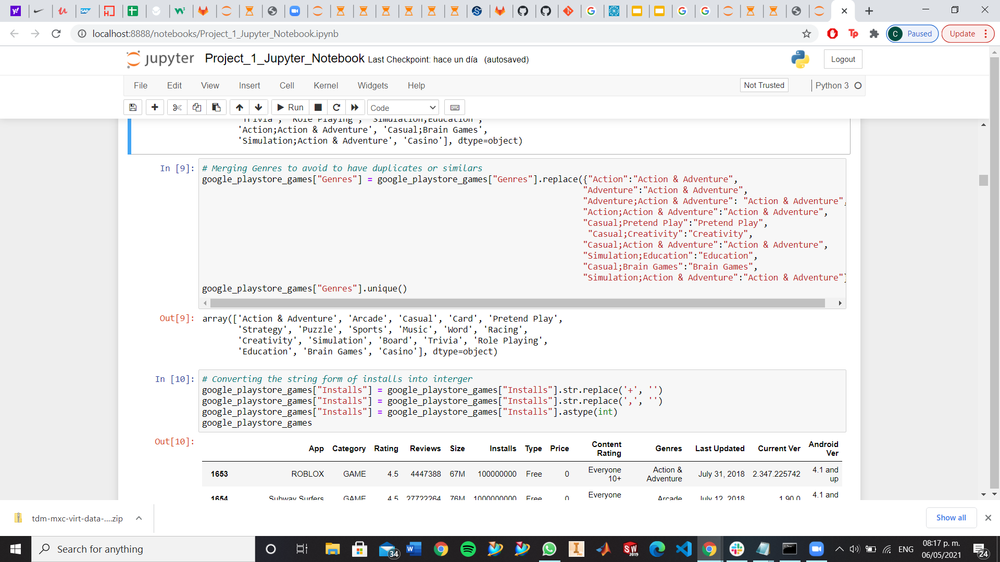 localhost:8888/notebooks/Project_1_Jupyter_Notebook.ipynb
C Paused
Update
jupyter Project_1_Jupyter_Notebook Last Checkpoint: hace un día (autosaved)
Logout
File Edit View Insert Cell Kernel Widgets Help
Not Trusted
Python 3
Run
Code
'Trivia', 'Role Playing', 'Simulation;Education',
'Action;Action & Adventure', 'Casual;Brain Games',
'Simulation;Action & Adventure', 'Casino'], dtype=object)
In [9]:
# Merging Genres to avoid to have duplicates or similars
google_playstore_games["Genres"] = google_playstore_games["Genres"].replace({"Action":"Action & Adventure",
"Adventure":"Action & Adventure",
"Adventure;Action & Adventure": "Action & Adventure",
"Action;Action & Adventure":"Action & Adventure",
"Casual;Pretend Play":"Pretend Play",
"Casual;Creativity":"Creativity",
"Casual;Action & Adventure":"Action & Adventure",
"Simulation;Education":"Education",
"Casual;Brain Games":"Brain Games",
"Simulation;Action & Adventure":"Action & Adventure"
google_playstore_games["Genres"].unique()
Out[9]:
array(['Action & Adventure', 'Arcade', 'Casual', 'Card', 'Pretend Play',
'Strategy', 'Puzzle', 'Sports', 'Music', 'Word', 'Racing',
'Creativity', 'Simulation', 'Board', 'Trivia', 'Role Playing',
'Education', 'Brain Games', 'Casino'], dtype=object)
In [10]:
# Converting the string form of installs into interger
google_playstore_games["Installs"] = google_playstore_games["Installs"].str.replace('+', '')
google_playstore_games["Installs"] = google_playstore_games["Installs"].str.replace(',', '')
google_playstore_games["Installs"] = google_playstore_games["Installs"].astype(int)
google_playstore_games
Out[10]:
App Category Rating Reviews Size Installs Type Price Content Rating Genres Last Updated Current Ver Android Ver
1653 ROBLOX GAME 4.5 4447388 67M 100000000 Free 0 Everyone 10+ Action & Adventure July 31, 2018 2.347.225742 4.1 and up
1654 Subway Surfers GAME 4.5 27722264 76M 1000000000 Free 0 Everyone Arcade July 12, 2018 1.90.0 4.1 and
tdm-mxc-virt-data-....zip
Show all
Search for anything
34
SW 2019
ENG
08:17 p. m.
06/05/2021
24